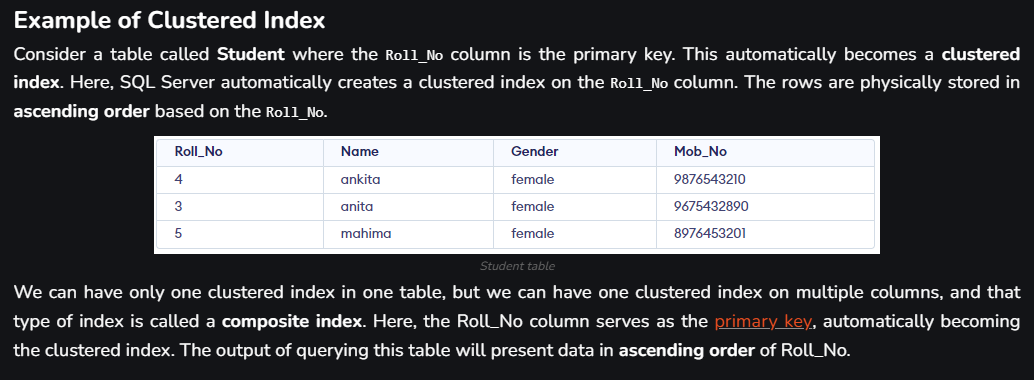 Example of Clustered Index
Consider a table called Student where the Roll_No column is the primary key. This automatically becomes a clustered
index. Here, SQL Server automatically creates a clustered index on the Roll_No column. The rows are physically stored in
ascending order based on the Roll_No.
Roll_No Name Gender Mob_No
4 ankita female 9876543210
3 anita female 9675432890
5 mahima female 8976453201
Student table
We can have only one clustered index in one table, but we can have one clustered index on multiple columns, and that
type of index is called a composite index. Here, the Roll_No column serves as the primary key, automatically becoming
the clustered index. The output of querying this table will present data in ascending order of Roll_No.